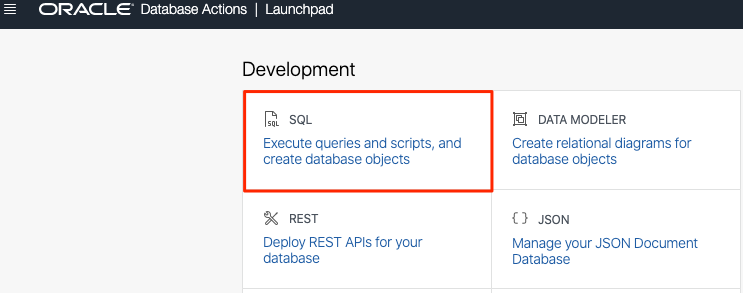 ORACLE Database Actions | Launchpad
Development
SQL
Execute queries and scripts, and
create database objects
DATA MODELER
Create relational diagrams for
database objects
REST
Deploy REST APIs for your
database
{ } JSON
Manage your JSON Document
Database